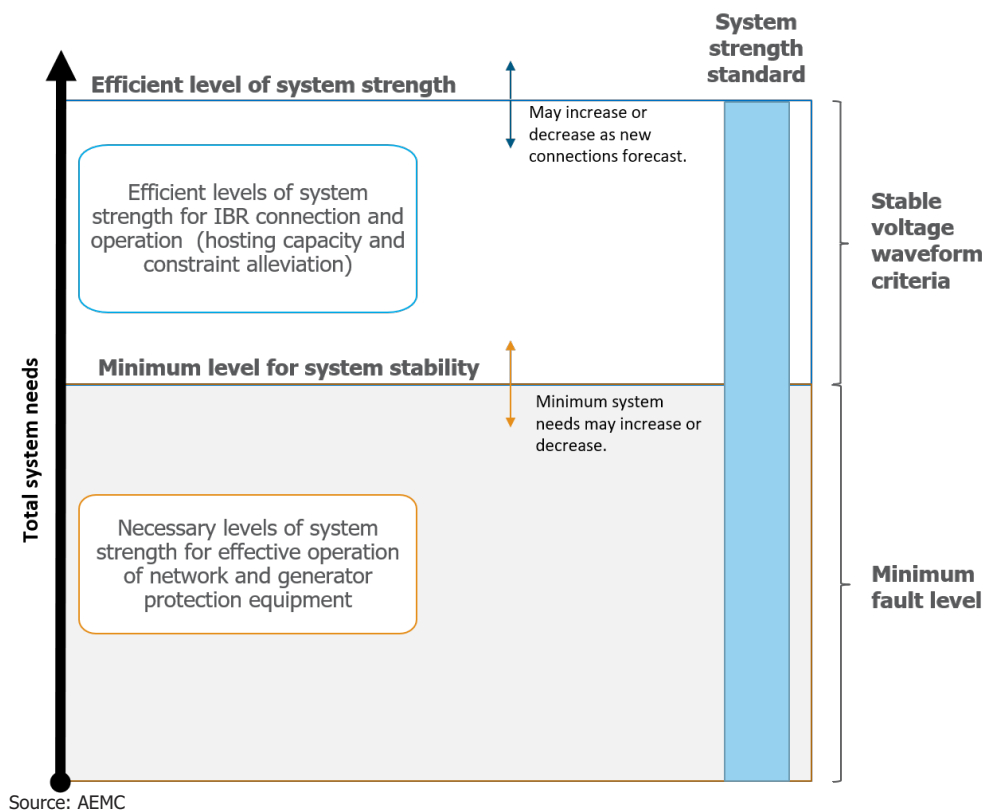 System
strength
standard
Efficient level of system strength
May increase or
decrease as new
connections forecast.
Efficient levels of system
strength for IBR connection and
operation (hosting capacity and
constraint alleviation)
Stable
voltage
waveform
criteria
Minimum level for system stability
Minimum system
needs may increase or
decrease.
Total system needs
Necessary levels of system
strength for effective operation
of network and generator
protection equipment
Minimum
fault level
Source: AEMC